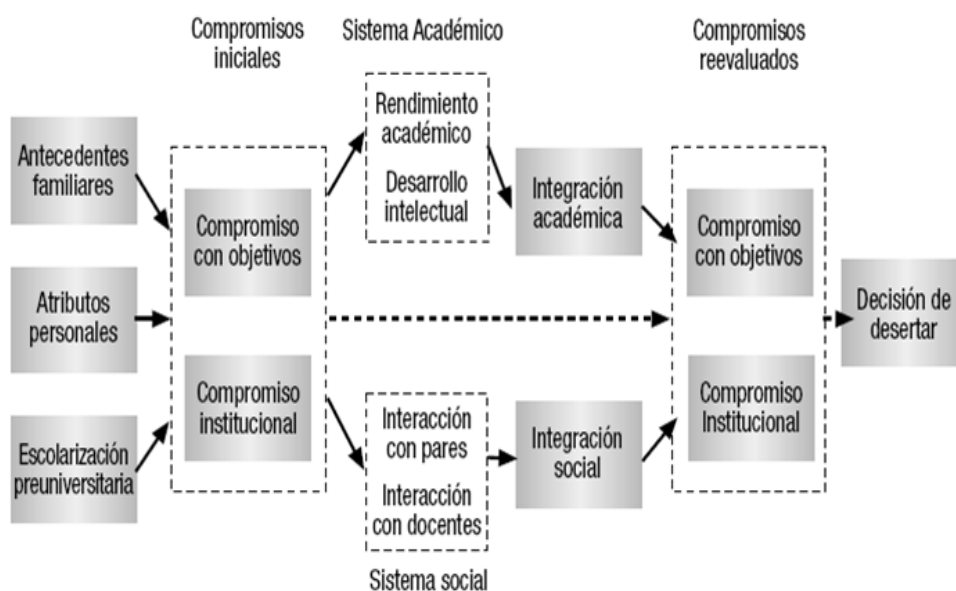 Compromisos
iniciales
Sistema Académico
Compromisos
reevaluados
Antecedentes
familiares
Atributos
personales
Escolarización
preuniversitaria
Compromiso
con objetivos
Compromiso
institucional
Rendimiento
académico
Desarrollo
intelectual
Interacción
con pares
Interacción
con docentes
Sistema social
Integración
académica
Integración
social
Compromiso
con objetivos
Compromiso
Institucional
Decisión de
desertar